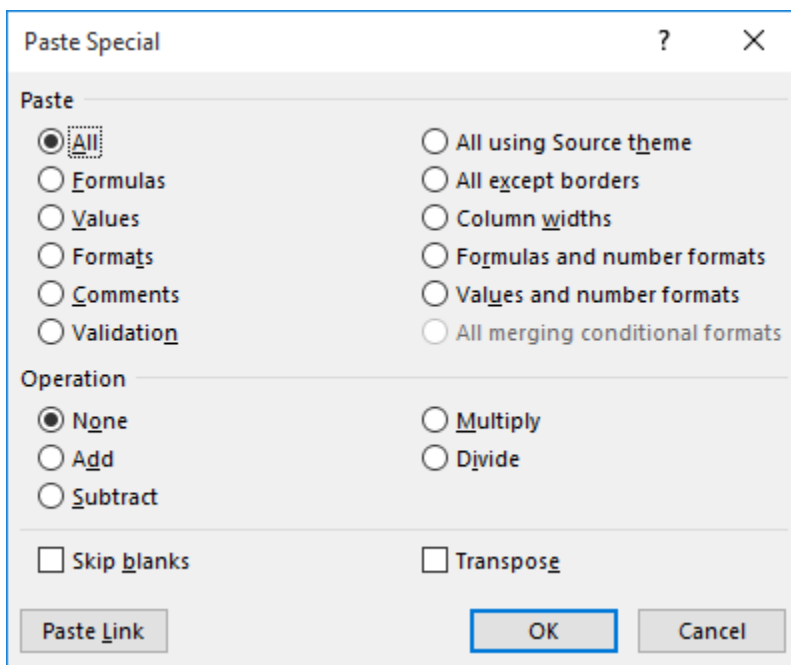 Paste Special ?
Paste
All
Formulas
Values
Formats
Comments
Validation
All using Source theme
All except borders
Column widths
Formulas and number formats
Values and number formats
All merging conditional formats
Operation
None
Add
Subtract
Multiply
Divide
Skip blanks
Transpose
Paste Link
OK
Cancel